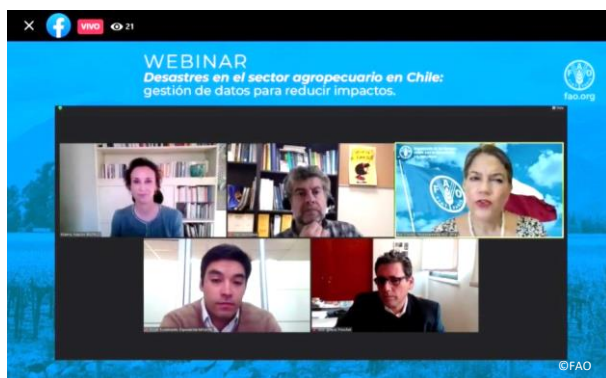 VIVO 21
WEBINAR
Desastres en el sector agropecuario en Chile:
gestión de datos para reducir impactos.
fao.org
FAO
©FAO